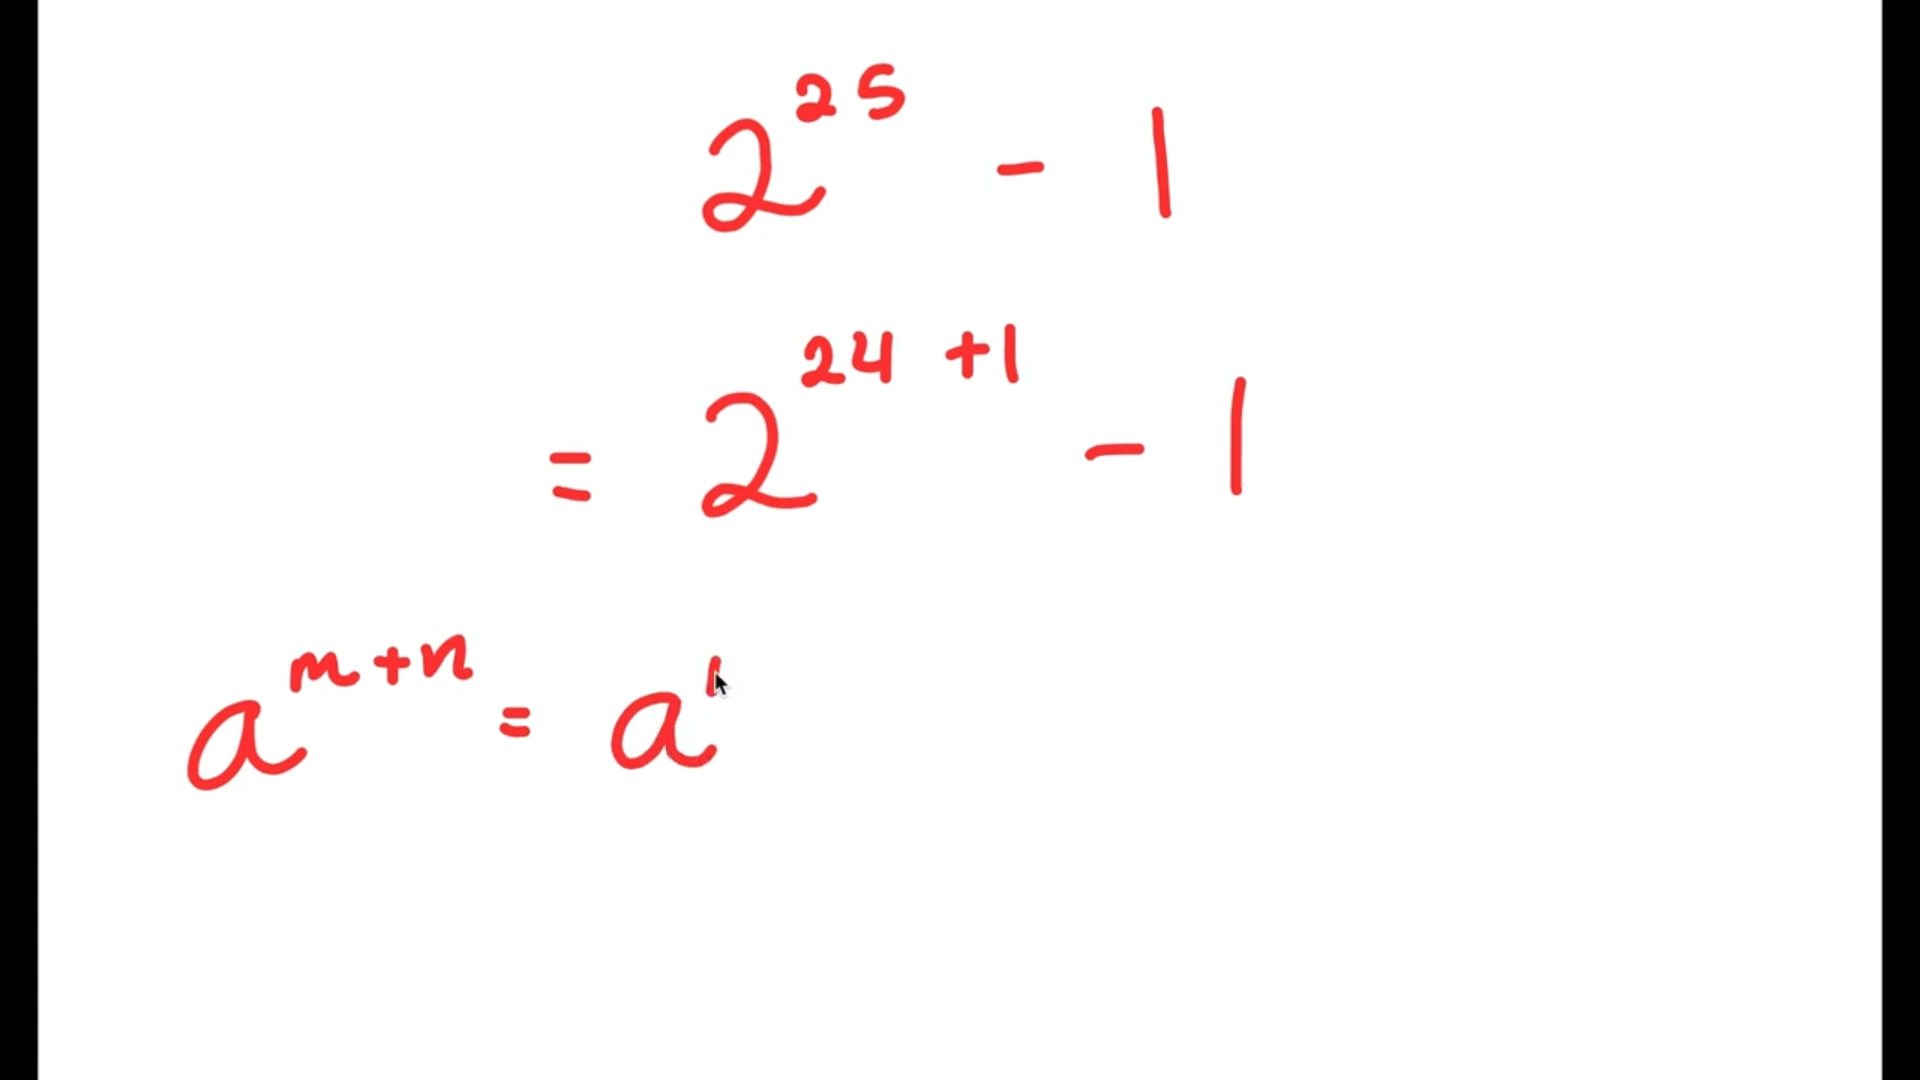 2^25 - 1
= 2^24 +1 - 1
a^m+n = a^